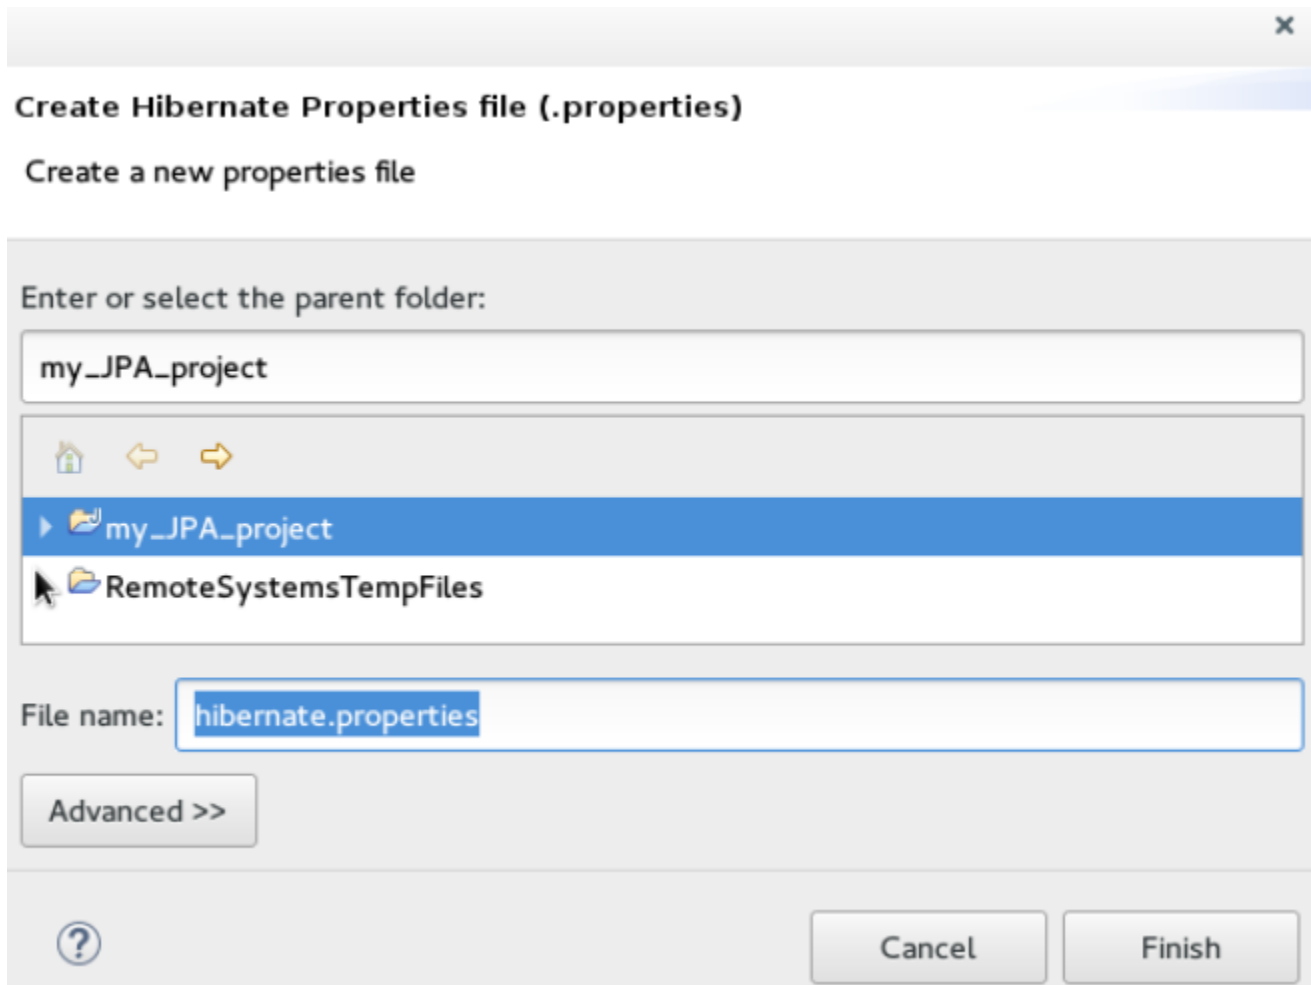 Create Hibernate Properties file (.properties)
Create a new properties file
Enter or select the parent folder:
my_JPA_project
my_JPA_project
RemoteSystemsTempFiles
File name: hibernate.properties
Advanced >>
Cancel Finish